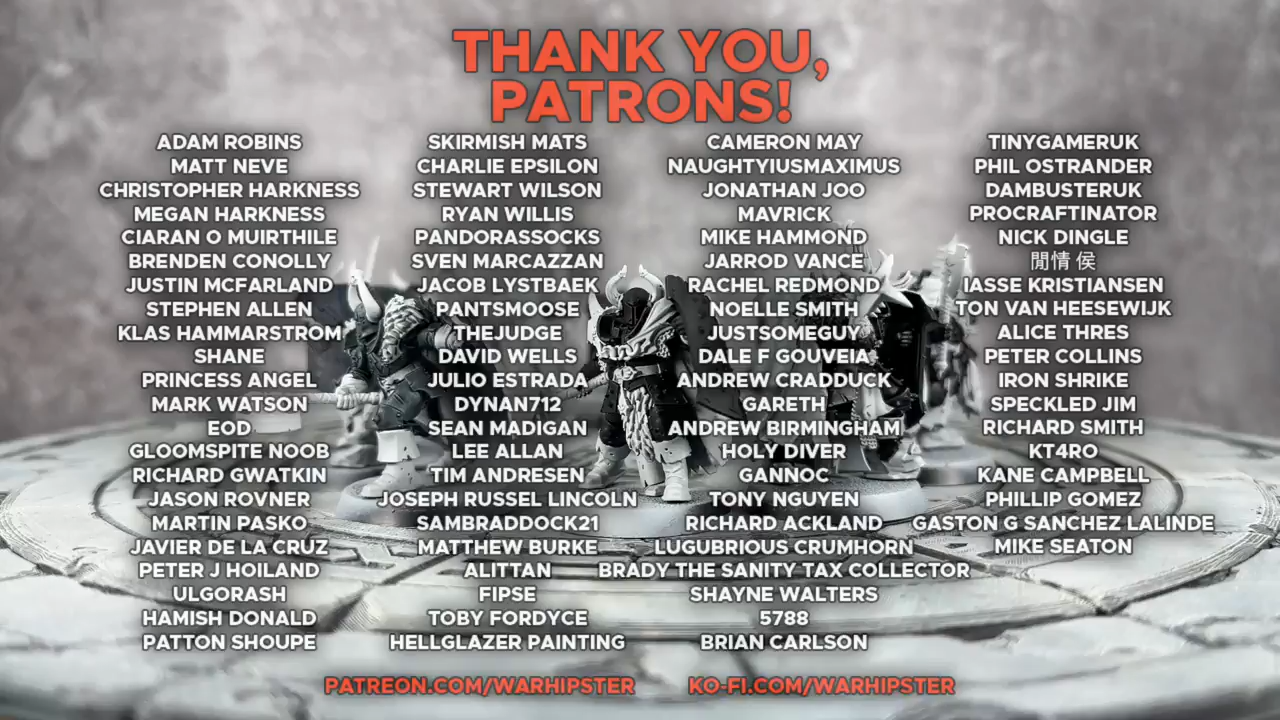 THANK YOU,
PATRONS!
ADAM ROBINS
MATT NEVE
CHRISTOPHER HARKNESS
MEGAN HARKNESS
CIARAN O MUIRTHILE
BRENDEN CONOLLY
JUSTIN MCFARLAND
STEPHEN ALLEN
KLAS HAMMARSTROM
SHANE
PRINCESS ANGEL
MARK WATSON
EOD
GLOOMSPITE NOOB
RICHARD GWATKIN
JASON ROVNER
MARTIN PASKO
JAVIER DE LA CRUZ
PETER J HOILAND
ULGORASH
HAMISH DONALD
PATTON SHOUPE
SKIRMISH MATS
CHARLIE EPSILON
STEWART WILSON
RYAN WILLIS
PANDORASSOCKS
SVEN MARCAZZAN
JACOB LYSTBAEK
PANTSMOOSE
THEJUDGE
DAVID WELLS
JULIO ESTRADA
DYNAN712
SEAN MADIGAN
LEE ALLAN
TIM ANDRESEN
JOSEPH RUSSEL LINCOLN
SAMBRADDOCK21
MATTHEW BURKE
ALITTAN
FIPSE
TOBY FORDYCE
HELLGLAZER PAINTING
CAMERON MAY
NAUGHTYIUSMAXIMUS
JONATHAN JOO
MAVRICK
MIKE HAMMOND
JARROD VANCE
RACHEL REDMOND
NOELLE SMITH
JUSTSOMEGUY
DALE F GOUVEIA
ANDREW CRADDUCK
GARETH
ANDREW BIRMINGHAM
HOLY DIVER
GANNOC
TONY NGUYEN
RICHARD ACKLAND
LUGUBRIOUS CRUMHORN
BRADY THE SANITY TAX COLLECTOR
SHAYNE WALTERS
5788
BRIAN CARLSON
TINYGAMERUK
PHIL OSTRANDER
DAMBUSTERUK
PROCRAFTINATOR
NICK DINGLE
閒情 侯
IASSE KRISTIANSEN
TON VAN HEESEWIJK
ALICE THRES
PETER COLLINS
IRON SHRIKE
SPECKLED JIM
RICHARD SMITH
KT4RO
KANE CAMPBELL
PHILLIP GOMEZ
GASTON G SANCHEZ LALINDE
MIKE SEATON
PATREON.COM/WARHIPSTER
KO-FI.COM/WARHIPSTER